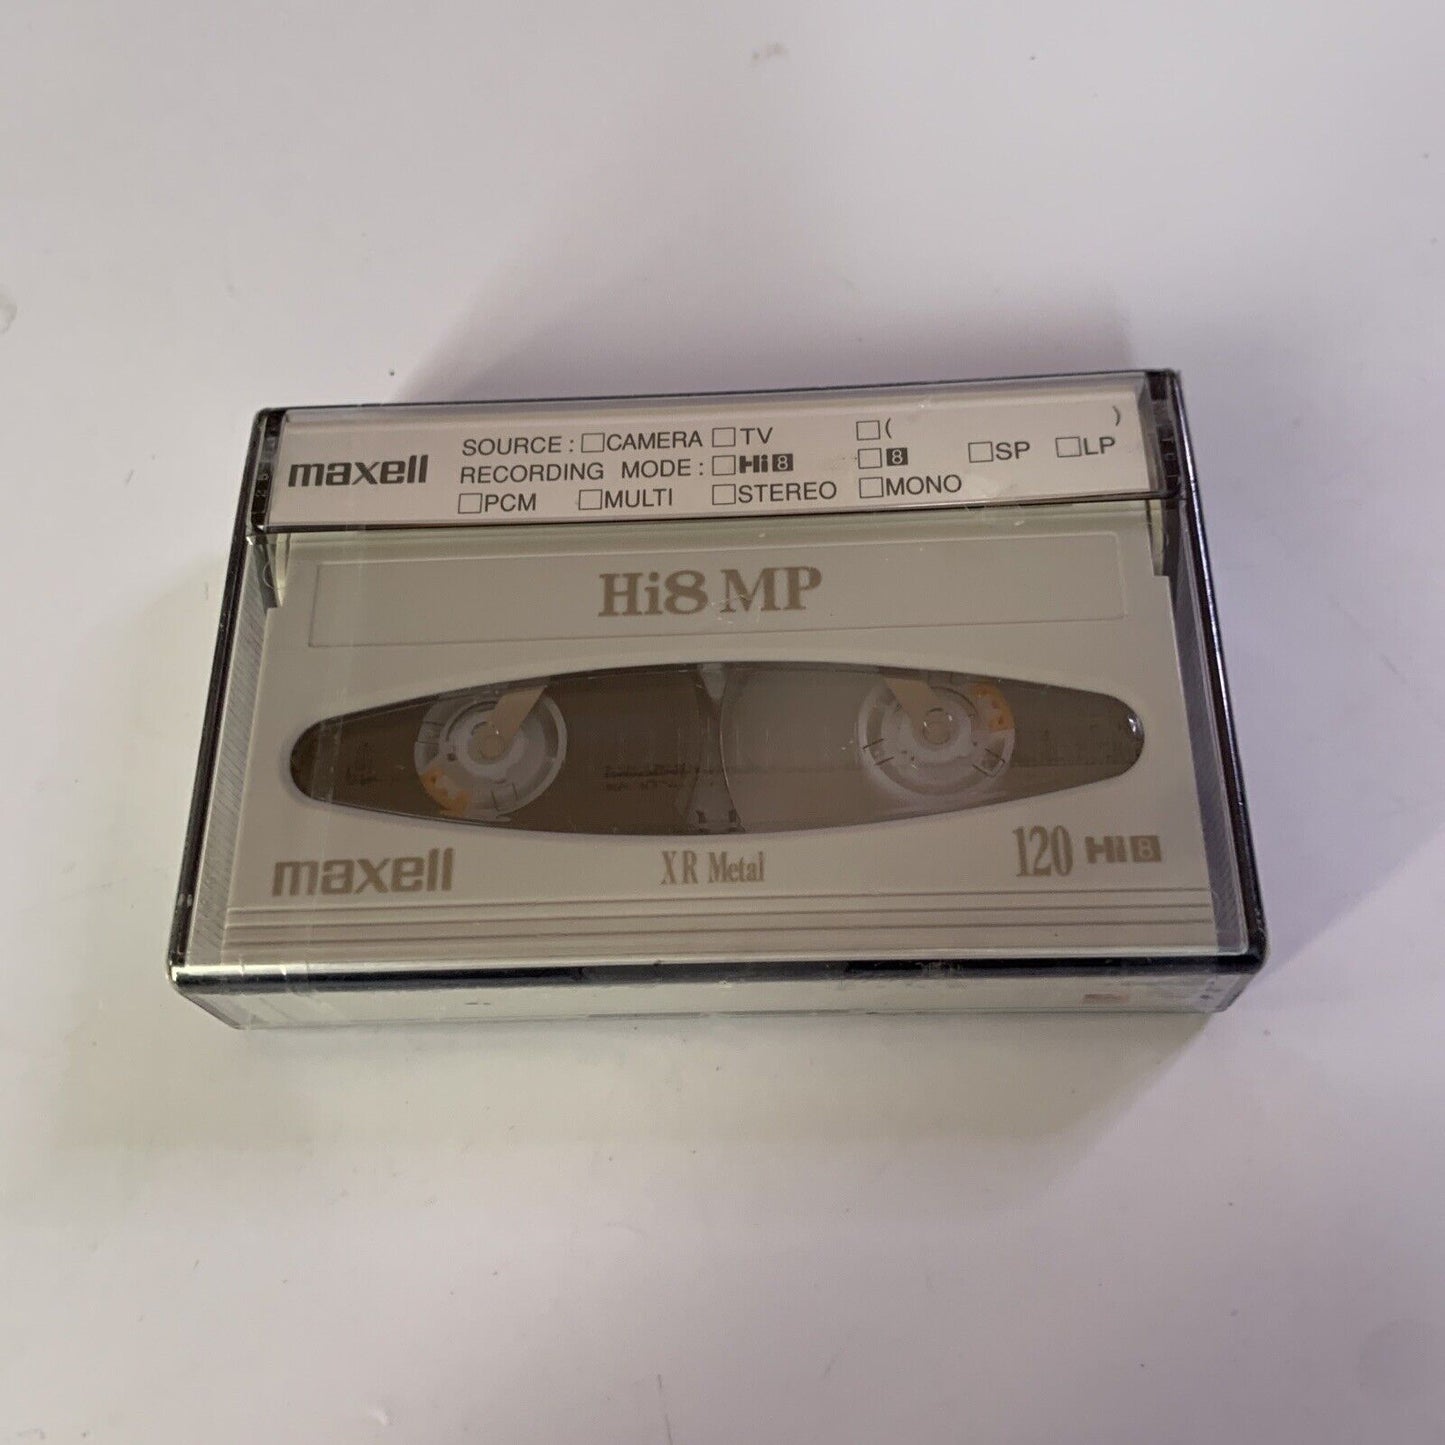 maxell
SOURCE : □CAMERA □TV □( )
RECORDING MODE : □Hi8 □8 □SP □LP
□PCM □MULTI □STEREO □MONO
Hi8 MP
maxell XR Metal 120 Hi8